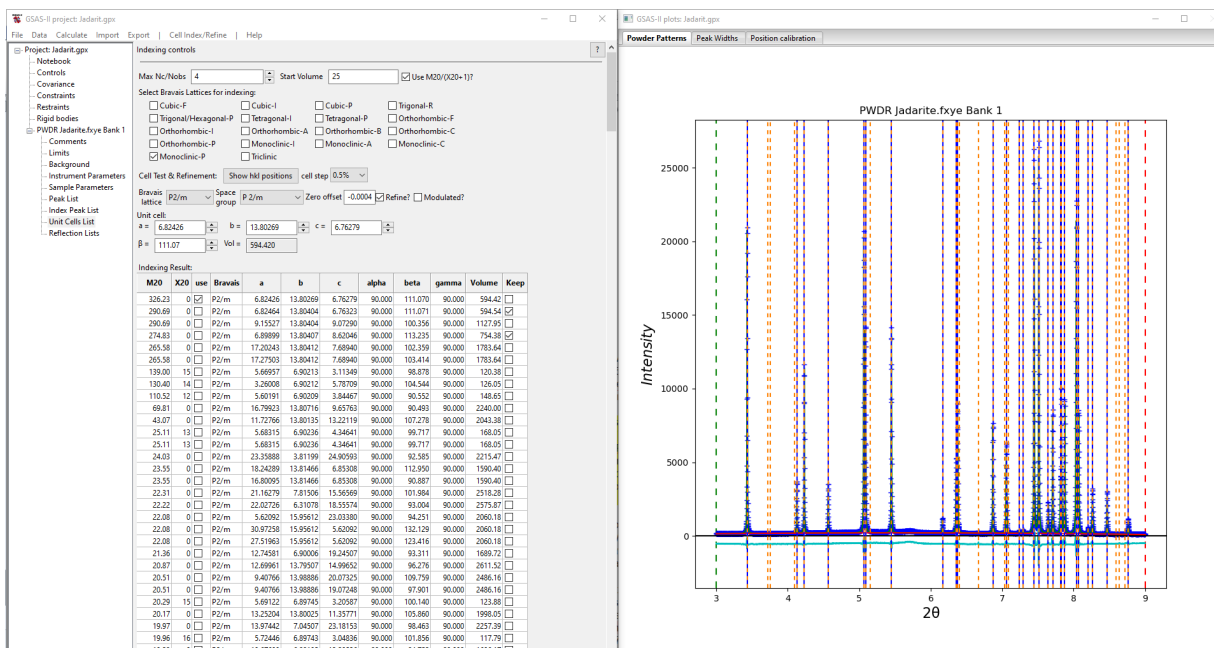 GSAS-II project: Jadarit.gpx
File Data Calculate Import Export | Cell Index/Refine | Help
Project: Jadarit.gpx
Notebook
Controls
Covariance
Constraints
Restraints
Rigid bodies
PWDR Jadarite.fxye Bank 1
Comments
Limits
Background
Instrument Parameters
Sample Parameters
Peak List
Index Peak List
Unit Cells List
Reflection Lists
Indexing controls
?
Max Nc/Nobs 4 Start Volume 25 Use M20/(X20+1)?
Select Bravais Lattices for indexing:
Cubic-F Cubic-I Cubic-P Trigonal-R
Trigonal/Hexagonal-P Tetragonal-I Tetragonal-P Orthorhombic-F
Orthorhombic-I Orthorhombic-A Orthorhombic-B Orthorhombic-C
Orthorhombic-P Monoclinic-I Monoclinic-A Monoclinic-C
Monoclinic-P Triclinic
Cell Test & Refinement: Show hkl positions cell step 0.5%
Bravais lattice P2/m Space group P 2/m Zero offset -0.0004 Refine? Modulated?
Unit cell:
a = 6.82426 b = 13.80269 c = 6.76279
β = 111.07 Vol = 594.420
Indexing Result:
M20 X20 use Bravais a b c alpha beta gamma Volume Keep
326.23 0 P2/m 6.82426 13.80269 6.76279 90.000 111.070 90.000 594.42
290.69 0 P2/m 6.82464 13.80404 6.76323 90.000 111.071 90.000 594.54
290.69 0 P2/m 9.15527 13.80404 9.07290 90.000 100.356 90.000 1127.95
274.83 0 P2/m 6.89899 13.80407 8.62046 90.000 113.235 90.000 754.38
265.58 0 P2/m 17.20243 13.80412 7.68940 90.000 102.359 90.000 1783.64
265.58 0 P2/m 17.27503 13.80412 7.68940 90.000 103.414 90.000 1783.64
139.00 15 P2/m 5.66957 6.90213 3.11349 90.000 98.878 90.000 120.38
130.40 14 P2/m 3.26008 6.90212 5.78709 90.000 104.544 90.000 126.05
110.52 12 P2/m 5.60191 6.90209 3.84467 90.000 90.552 90.000 148.65
69.81 0 P2/m 16.79923 13.80716 9.65763 90.000 90.493 90.000 2240.00
43.07 0 P2/m 11.72766 13.80135 13.22119 90.000 107.278 90.000 2043.38
25.11 13 P2/m 5.68315 6.90236 4.34641 90.000 99.717 90.000 168.05
25.11 13 P2/m 5.68315 6.90236 4.34641 90.000 99.717 90.000 168.05
24.03 0 P2/m 23.35888 3.81199 24.90593 90.000 92.585 90.000 2215.47
23.55 0 P2/m 18.24289 13.81466 6.85308 90.000 112.950 90.000 1590.40
23.55 0 P2/m 16.80095 13.81466 6.85308 90.000 90.887 90.000 1590.40
22.31 0 P2/m 21.16279 7.81506 15.56569 90.000 101.984 90.000 2518.28
22.22 0 P2/m 22.02726 6.31078 18.55574 90.000 93.004 90.000 2575.87
22.08 0 P2/m 5.62092 15.95612 23.03380 90.000 94.251 90.000 2060.18
22.08 0 P2/m 30.97258 15.95612 5.62092 90.000 132.129 90.000 2060.18
22.08 0 P2/m 27.51963 15.95612 5.62092 90.000 123.416 90.000 2060.18
21.36 0 P2/m 12.74581 6.90006 19.24507 90.000 93.311 90.000 1689.72
20.87 0 P2/m 12.69961 13.79507 14.99652 90.000 96.276 90.000 2611.52
20.51 0 P2/m 9.40766 13.98886 20.07325 90.000 109.759 90.000 2486.16
20.51 0 P2/m 9.40766 13.98886 19.07248 90.000 97.901 90.000 2486.16
20.29 15 P2/m 5.69122 6.89745 3.20587 90.000 100.140 90.000 123.88
20.17 0 P2/m 13.25204 13.80025 11.35771 90.000 105.860 90.000 1998.05
19.97 0 P2/m 13.97442 7.04507 23.18153 90.000 98.463 90.000 2257.39
19.96 16 P2/m 5.72446 6.89743 3.04836 90.000 101.856 90.000 117.79
GSAS-II plots: Jadarit.gpx
Powder Patterns Peak Widths Position calibration
PWDR Jadarite.fxye Bank 1
25000
20000
15000
10000
5000
0
Intensity
3 4 5 6 7 8 9
2θ